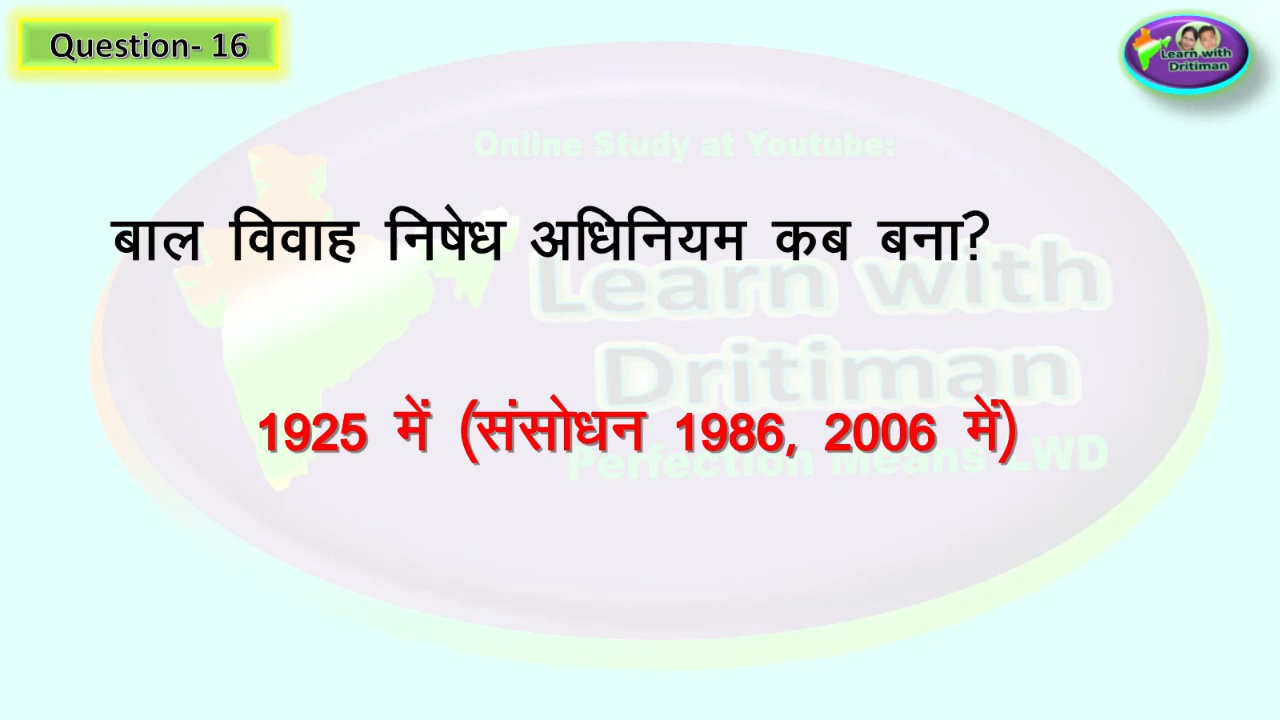 Question- 16
Learn with
Dritiman
Online Study at Youtube:
बाल विवाह निषेध अधिनियम कब बना?
Learn with
Dritiman
1925 में (संसोधन 1986, 2006 में)
Perfection Means LWD